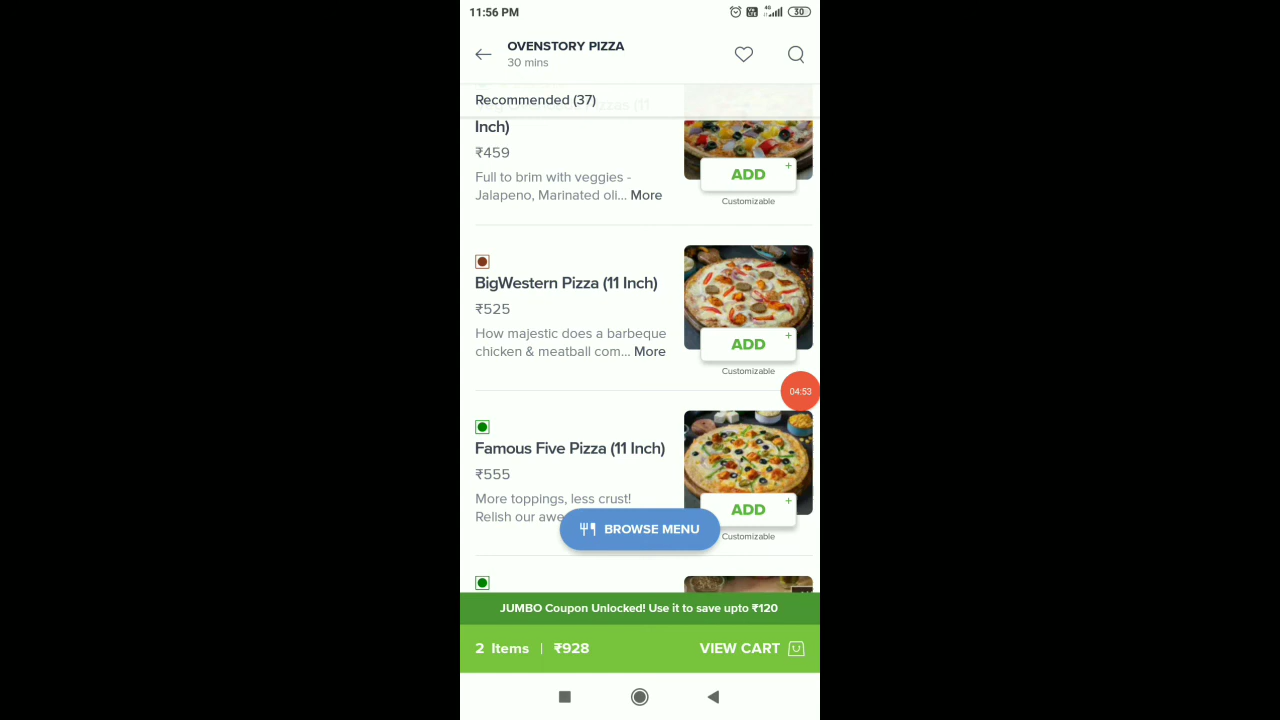 11:56 PM
4G
30
OVENSTORY PIZZA
30 mins
Recommended (37)
Inch)
₹459
ADD +
Full to brim with veggies -
Jalapeno, Marinated oli... More
Customizable
BigWestern Pizza (11 Inch)
₹525
How majestic does a barbeque
chicken & meatball com... More
ADD +
Customizable
04:53
Famous Five Pizza (11 Inch)
₹555
More toppings, less crust!
Relish our awe
ADD +
BROWSE MENU
Customizable
JUMBO Coupon Unlocked! Use it to save upto ₹120
2 Items | ₹928
VIEW CART